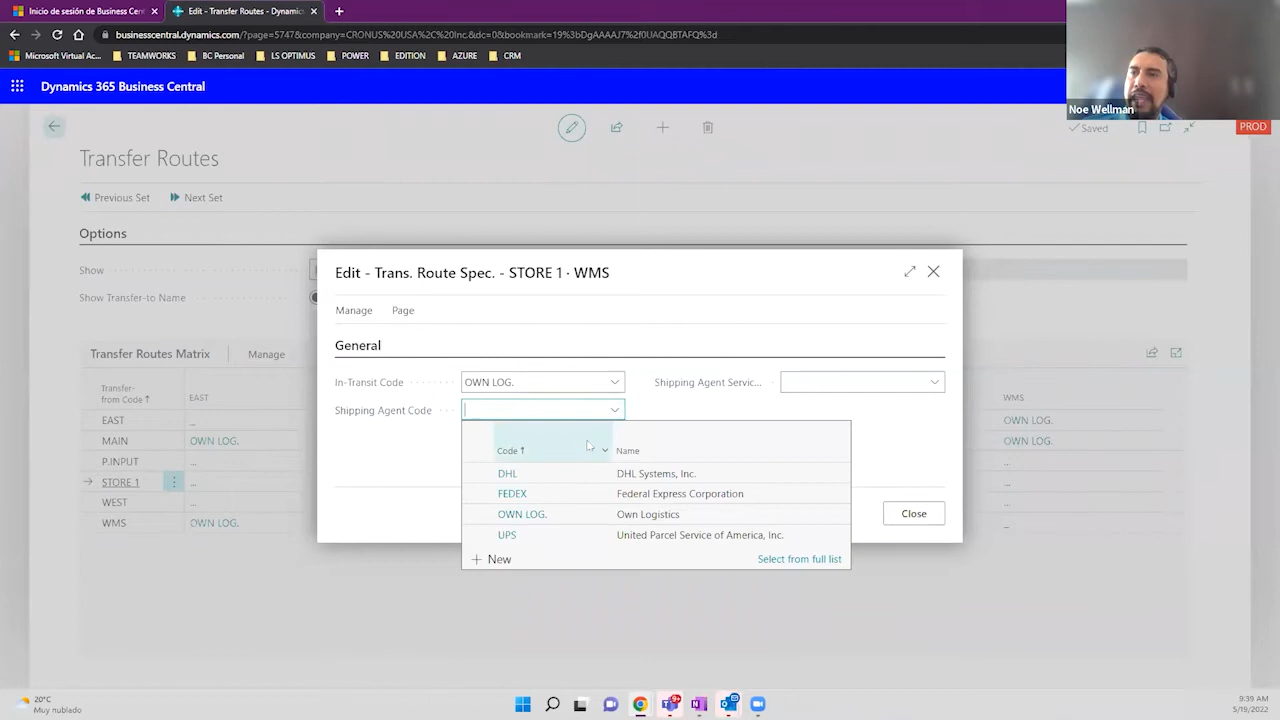 Inicio de sesión de Business Cent
Edit - Transfer Routes - Dynamic
businesscentral.dynamics.com/?page=5747&company=CRONUS%20USA%2C%20Inc.&dc=0&bookmark=19%3bDgAAAAJ7%2f0UAQQBTAFQ%3d
Microsoft Virtual Ac...
TEAMWORKS
BC Personal
LS OPTIMUS
POWER
EDITION
AZURE
CRM
Dynamics 365 Business Central
Noe Wellman
Saved
PROD
Transfer Routes
Previous Set
Next Set
Options
Show
Show Transfer-to Name
Edit - Trans. Route Spec. - STORE 1 · WMS
Manage Page
General
In-Transit Code OWN LOG.
Shipping Agent Servic...
Shipping Agent Code
Code ↑ Name
DHL DHL Systems, Inc.
FEDEX Federal Express Corporation
OWN LOG. Own Logistics
UPS United Parcel Service of America, Inc.
+ New Select from full list
Close
Transfer Routes Matrix Manage
Transfer-
from Code ↑ EAST WMS
EAST ... OWN LOG.
MAIN OWN LOG. OWN LOG.
P.INPUT ... ...
STORE 1 ... ...
WEST ... ...
WMS OWN LOG. ...
20°C
Muy nublado
9+
9:39 AM
5/19/2022